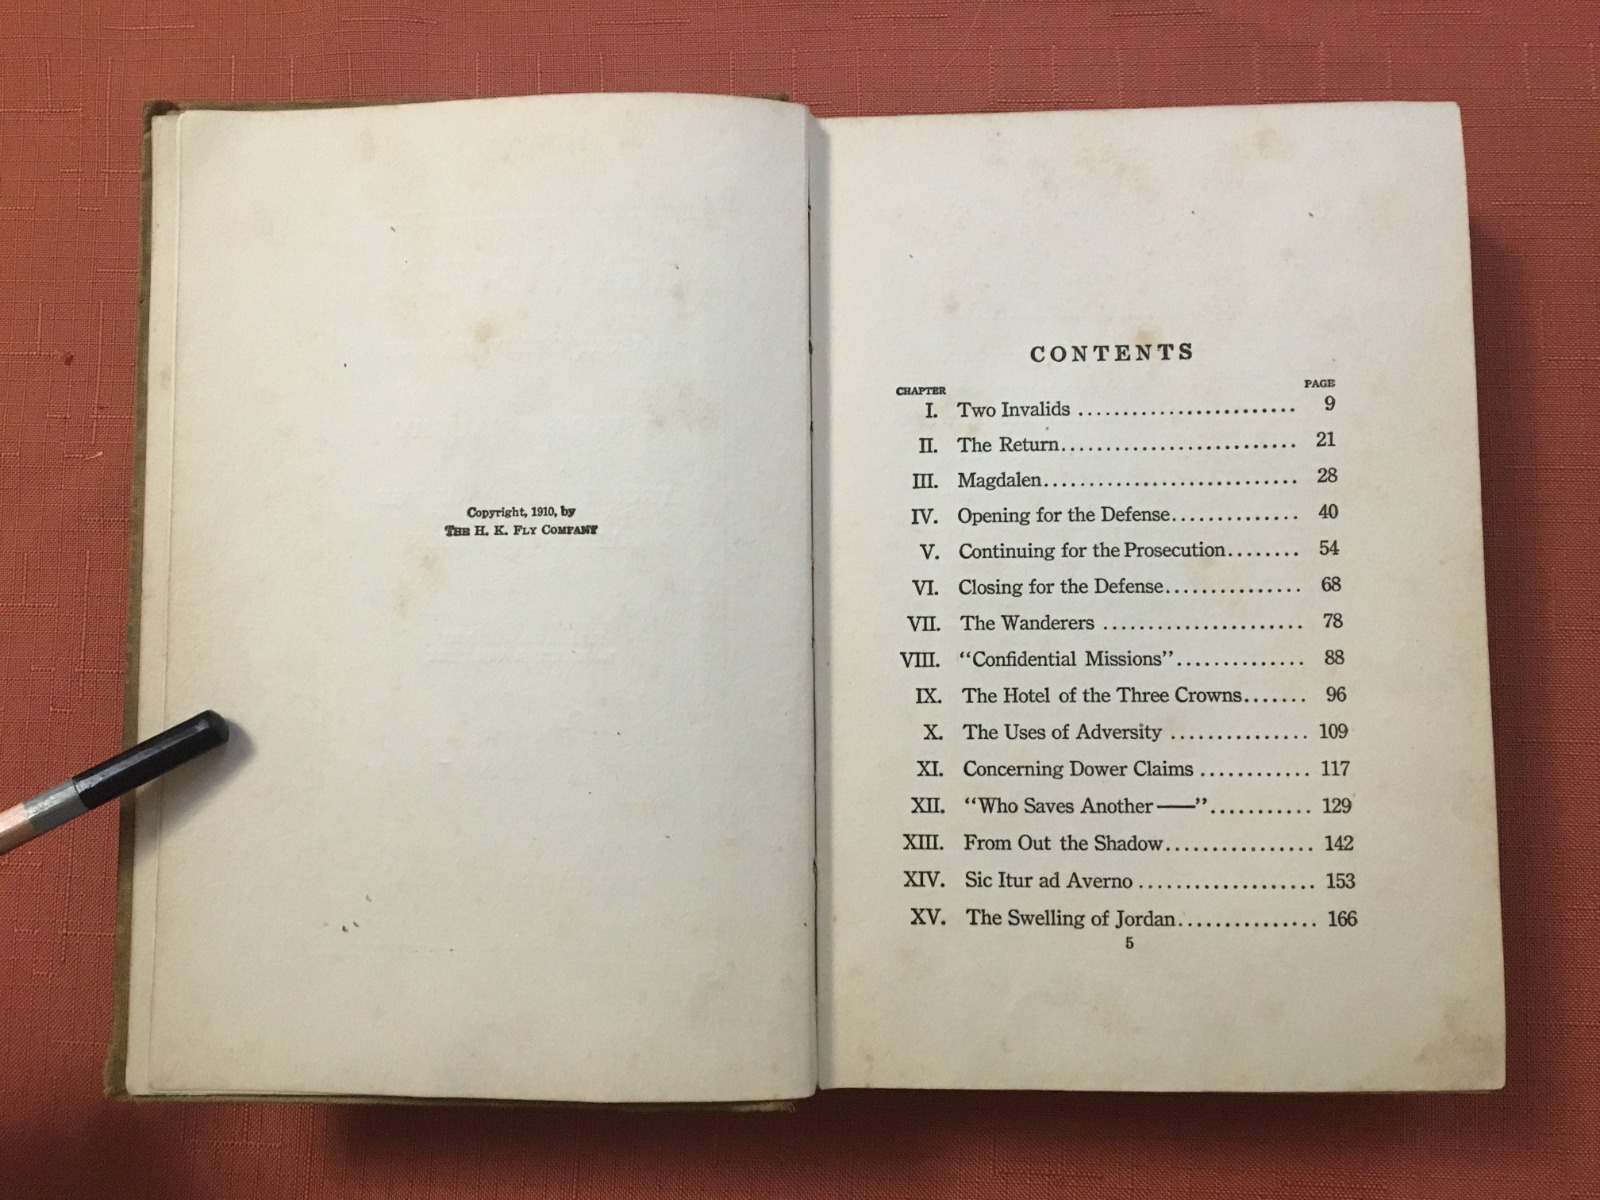 Copyright, 1910, by
THE H. K. FLY COMPANY
CONTENTS
CHAPTER PAGE
I. Two Invalids ........................ 9
II. The Return.......................... 21
III. Magdalen............................ 28
IV. Opening for the Defense.............. 40
V. Continuing for the Prosecution........ 54
VI. Closing for the Defense............... 68
VII. The Wanderers ...................... 78
VIII. “Confidential Missions”.............. 88
IX. The Hotel of the Three Crowns....... 96
X. The Uses of Adversity ............... 109
XI. Concerning Dower Claims ............ 117
XII. “Who Saves Another——”........... 129
XIII. From Out the Shadow................ 142
XIV. Sic Itur ad Averno ................... 153
XV. The Swelling of Jordan............... 166
5